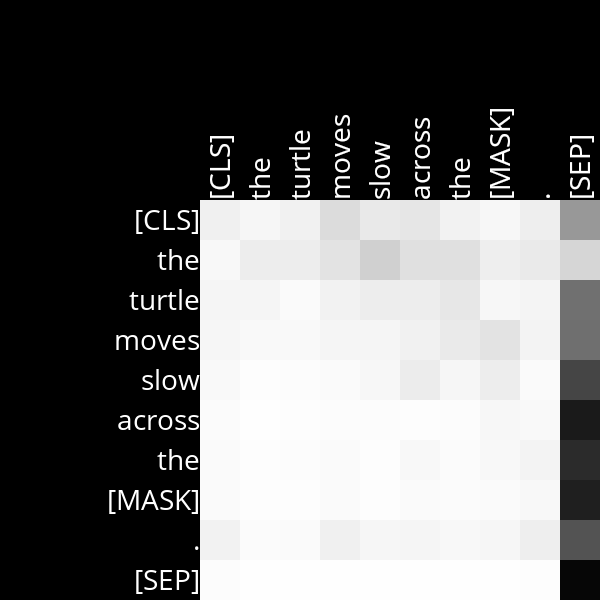 [CLS] the turtle moves slow across the [MASK] . [SEP]
[CLS]
the
turtle
moves
slow
across
the
[MASK]
.
[SEP]